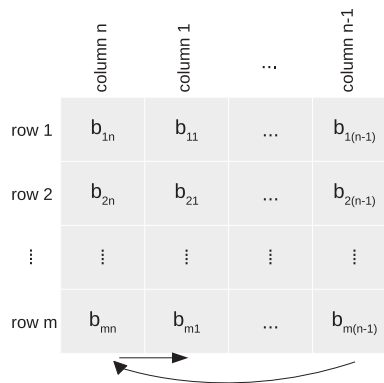 column n column 1 ... column n-1
row 1 b1n b11 ... b1(n-1)
row 2 b2n b21 ... b2(n-1)
⁞ ⁞ ⁞ ⁞ ⁞
row m bmn bm1 ... bm(n-1)